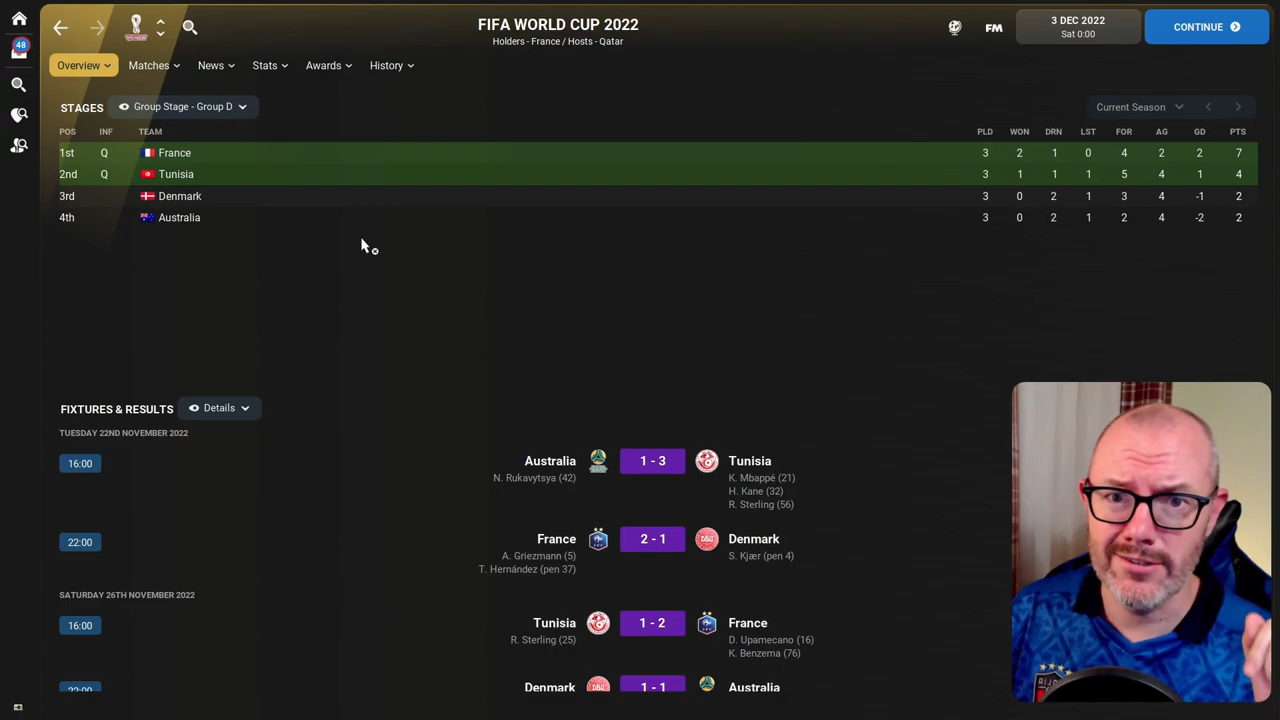 FIFA WORLD CUP 2022
Holders - France / Hosts - Qatar
FM
3 DEC 2022
Sat 0:00
CONTINUE
48
Overview
Matches
News
Stats
Awards
History
STAGES
Group Stage - Group D
Current Season
POS INF TEAM PLD WON DRN LST FOR AG GD PTS
1st Q France 3 2 1 0 4 2 2 7
2nd Q Tunisia 3 1 1 1 5 4 1 4
3rd Denmark 3 0 2 1 3 4 -1 2
4th Australia 3 0 2 1 2 4 -2 2
FIXTURES & RESULTS
Details
TUESDAY 22ND NOVEMBER 2022
16:00 Australia 1 - 3 Tunisia
N. Rukavytsya (42) K. Mbappé (21)
H. Kane (32)
R. Sterling (56)
22:00 France 2 - 1 Denmark
A. Griezmann (5) S. Kjær (pen 4)
T. Hernández (pen 37)
SATURDAY 26TH NOVEMBER 2022
16:00 Tunisia 1 - 2 France
R. Sterling (25) D. Upamecano (16)
K. Benzema (76)
22:00 Denmark 1 - 1 Australia